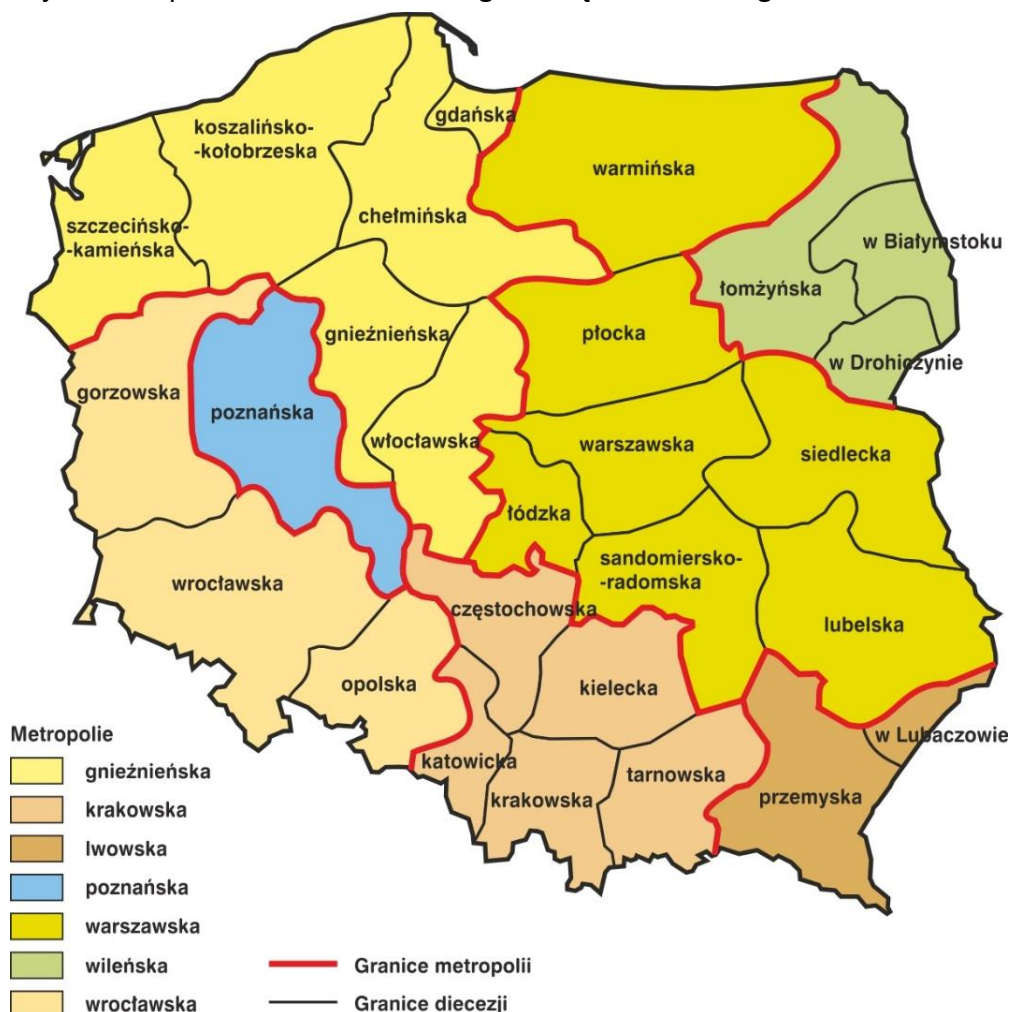 gdańska
koszalińsko-
-kołobrzeska
warmińska
chełmińska
szczecińsko-
-kamieńska
w Białymstoku
łomżyńska
gnieźnieńska
płocka
w Drohiczynie
gorzowska
poznańska
włocławska
warszawska
siedlecka
łódzka
sandomiersko-
-radomska
wrocławska
częstochowska
lubelska
opolska
kielecka
w Lubaczowie
katowicka
tarnowska
krakowska
przemyska
Metropolie
gnieźnieńska
krakowska
lwowska
poznańska
warszawska
wileńska
wrocławska
Granice metropolii
Granice diecezji